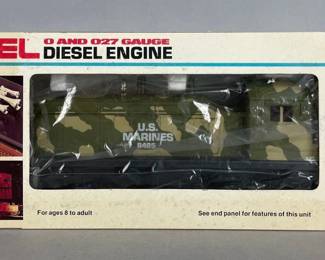 EL
O AND O27 GAUGE
DIESEL ENGINE
U.S.
MARINES
8485
For ages 8 to adult
See end panel for features of this unit